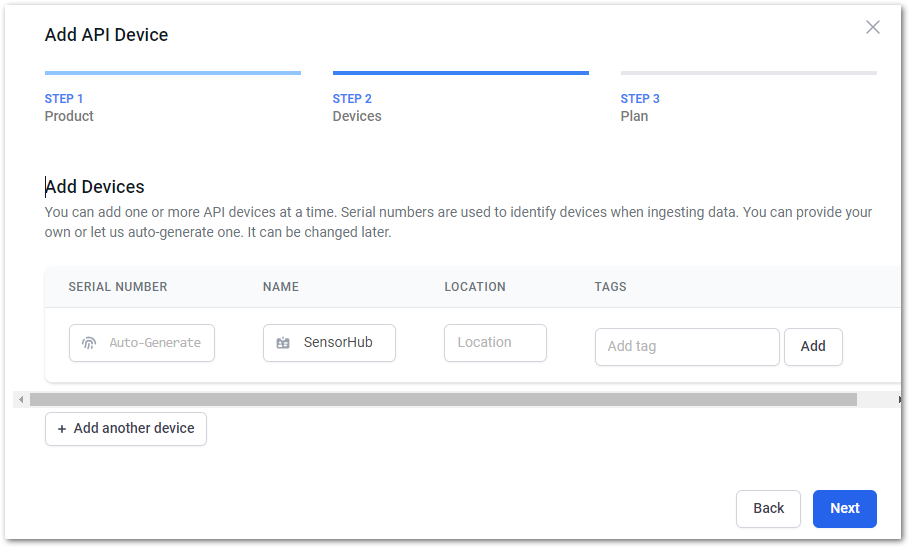 Add API Device
STEP 1
Product
STEP 2
Devices
STEP 3
Plan
Add Devices
You can add one or more API devices at a time. Serial numbers are used to identify devices when ingesting data. You can provide your
own or let us auto-generate one. It can be changed later.
SERIAL NUMBER NAME LOCATION TAGS
Auto-Generate SensorHub Location Add tag Add
+ Add another device
Back Next